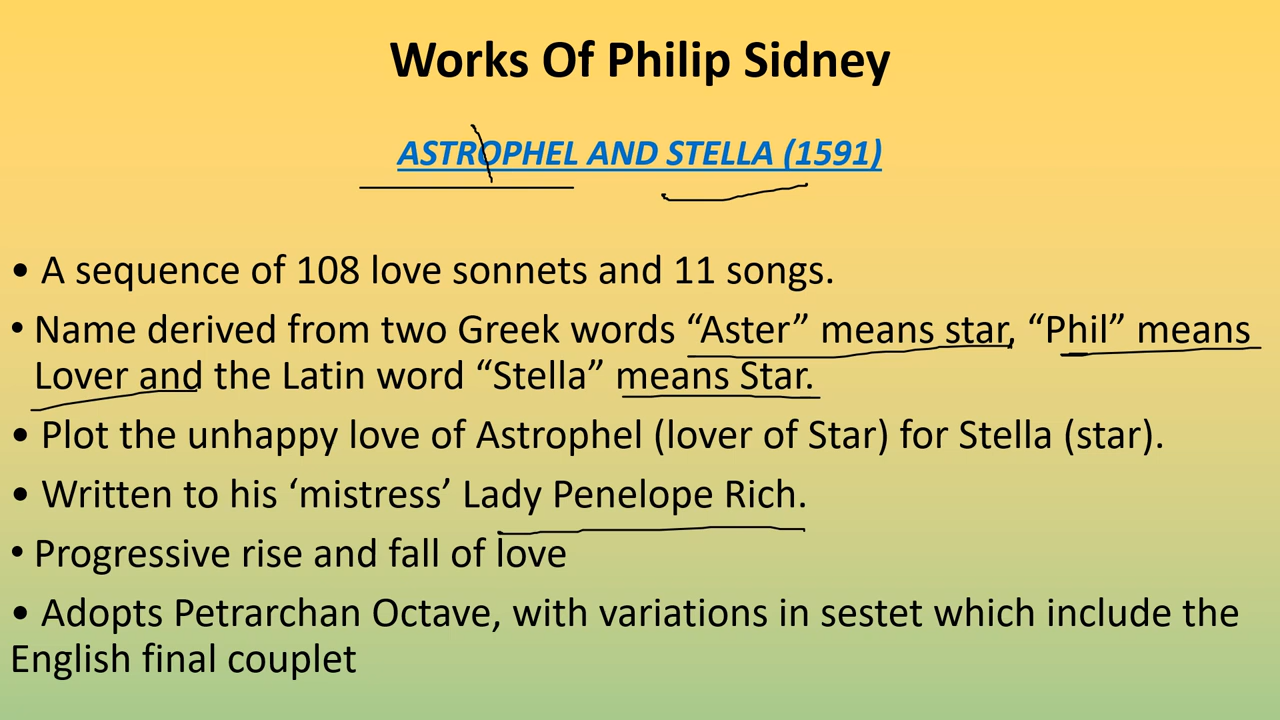 Works Of Philip Sidney
ASTROPHEL AND STELLA (1591)
• A sequence of 108 love sonnets and 11 songs.
• Name derived from two Greek words “Aster” means star, “Phil” means
Lover and the Latin word “Stella” means Star.
• Plot the unhappy love of Astrophel (lover of Star) for Stella (star).
• Written to his ‘mistress’ Lady Penelope Rich.
• Progressive rise and fall of love
• Adopts Petrarchan Octave, with variations in sestet which include the
English final couplet